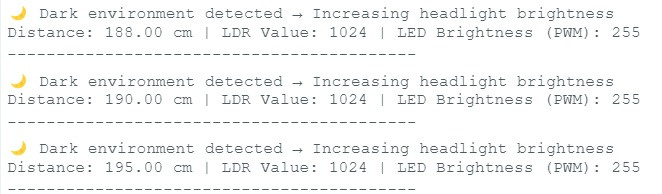 🌙 Dark environment detected → Increasing headlight brightness
Distance: 188.00 cm | LDR Value: 1024 | LED Brightness (PWM): 255
-----------------------------------------
🌙 Dark environment detected → Increasing headlight brightness
Distance: 190.00 cm | LDR Value: 1024 | LED Brightness (PWM): 255
-----------------------------------------
🌙 Dark environment detected → Increasing headlight brightness
Distance: 195.00 cm | LDR Value: 1024 | LED Brightness (PWM): 255
-----------------------------------------